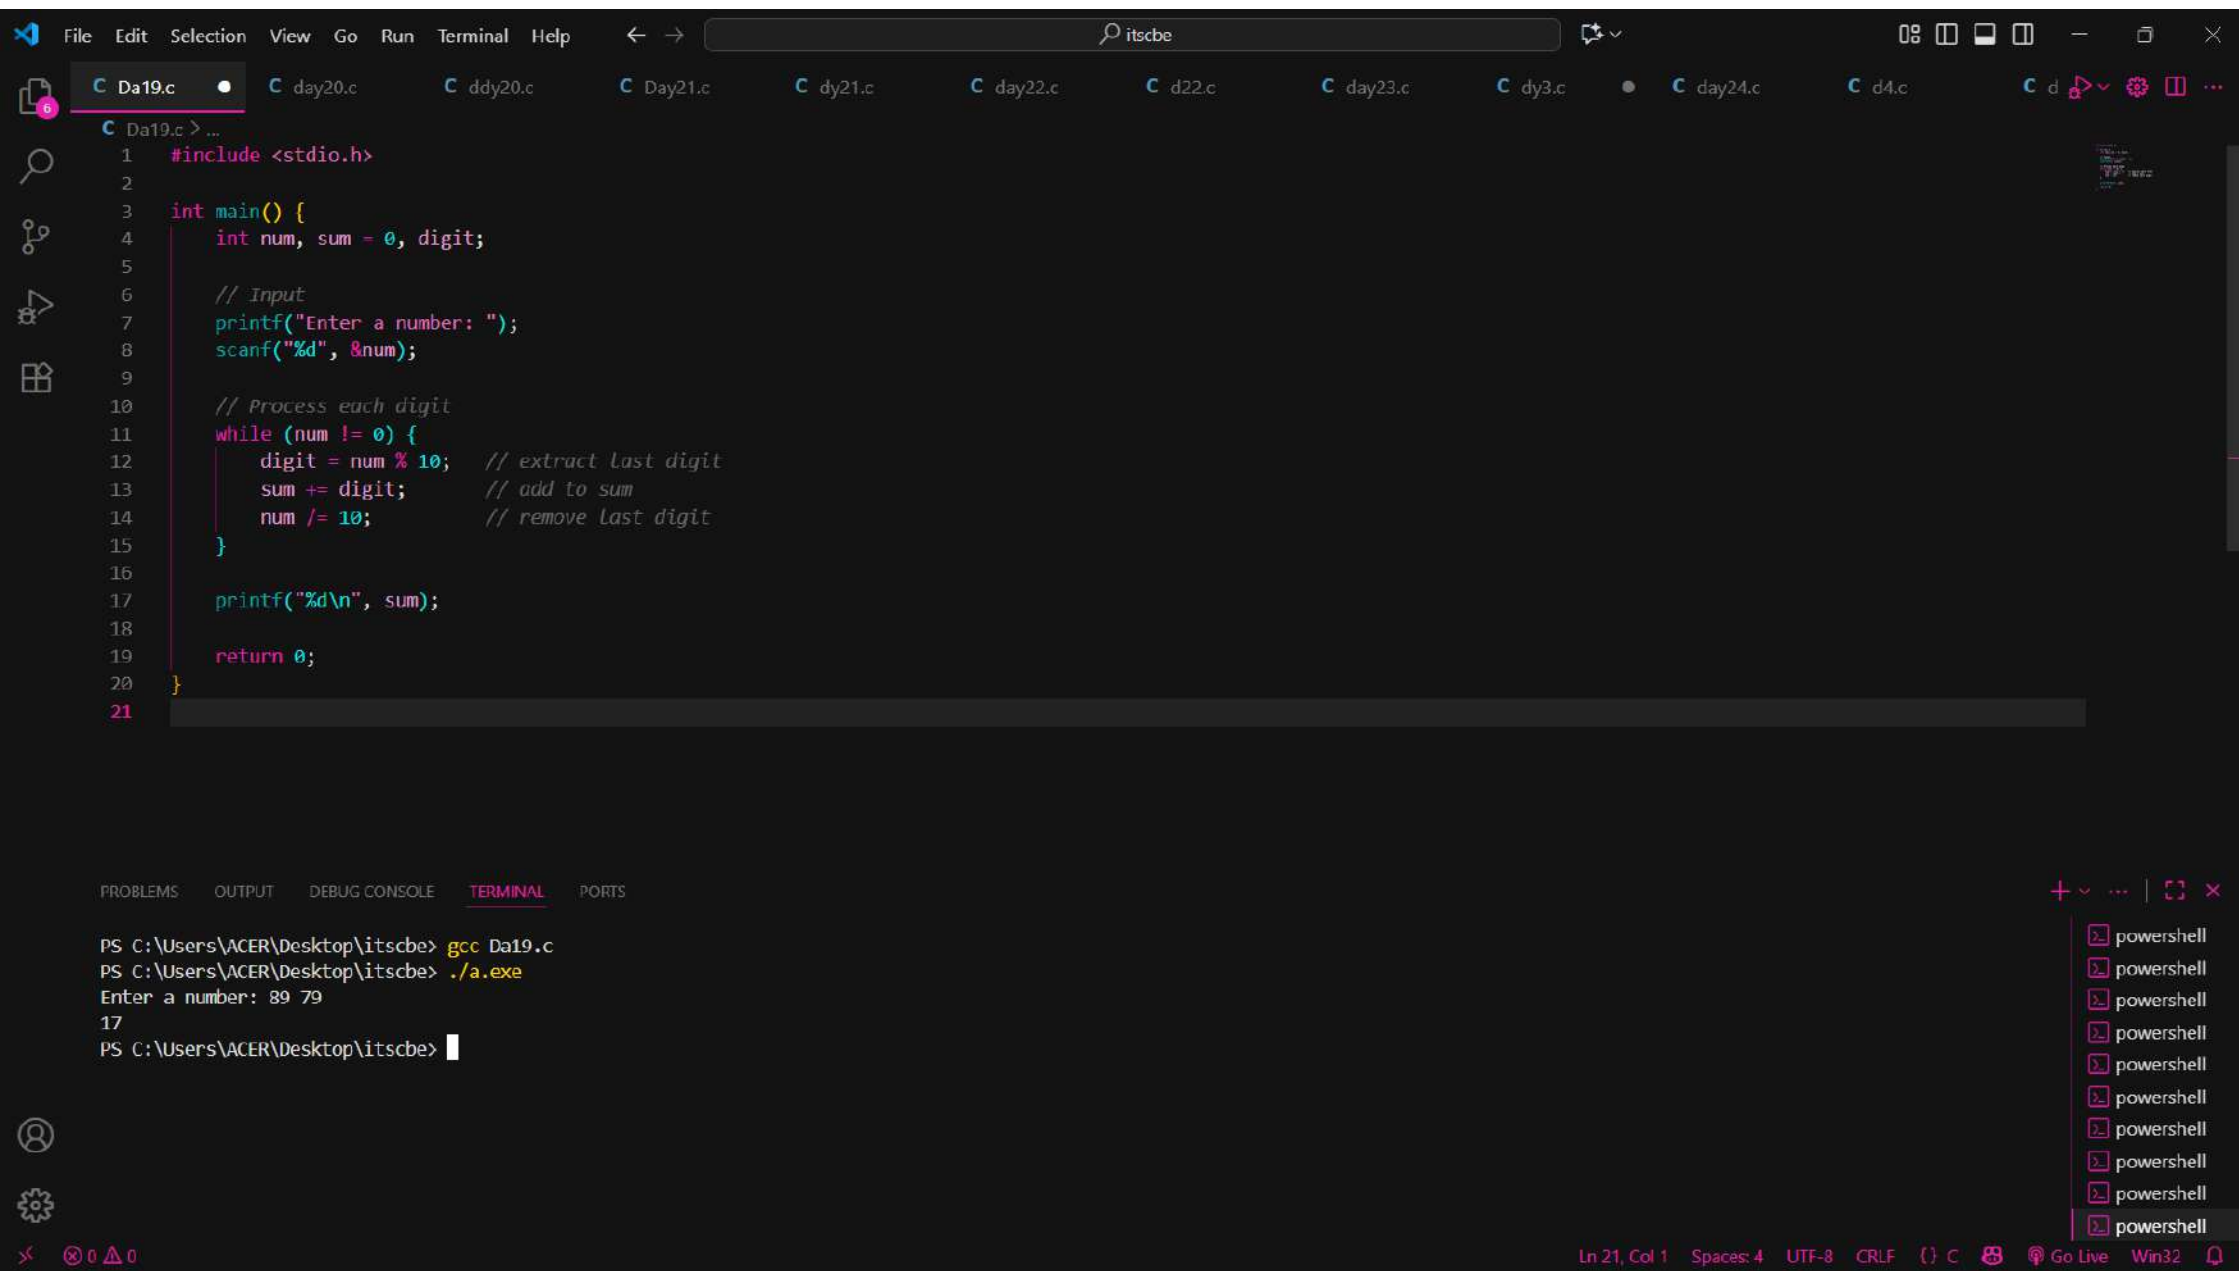 File Edit Selection View Go Run Terminal Help itscbe
C Da19.c C day20.c C ddy20.c C Day21.c C dy21.c C day22.c C d22.c C day23.c C dy3.c C day24.c C d4.c C d
6
C Da19.c > ...
1 #include <stdio.h>
2
3 int main() {
4 int num, sum = 0, digit;
5
6 // Input
7 printf("Enter a number: ");
8 scanf("%d", &num);
9
10 // Process each digit
11 while (num != 0) {
12 digit = num % 10; // extract last digit
13 sum += digit; // add to sum
14 num /= 10; // remove last digit
15 }
16
17 printf("%d\n", sum);
18
19 return 0;
20 }
21
PROBLEMS OUTPUT DEBUG CONSOLE TERMINAL PORTS
PS C:\Users\ACER\Desktop\itscbe> gcc Da19.c
PS C:\Users\ACER\Desktop\itscbe> ./a.exe
Enter a number: 89 79
17
PS C:\Users\ACER\Desktop\itscbe>
powershell
powershell
powershell
powershell
powershell
powershell
powershell
powershell
powershell
powershell
0 0 Ln 21, Col 1 Spaces: 4 UTF-8 CRLF {} C Go Live Win32